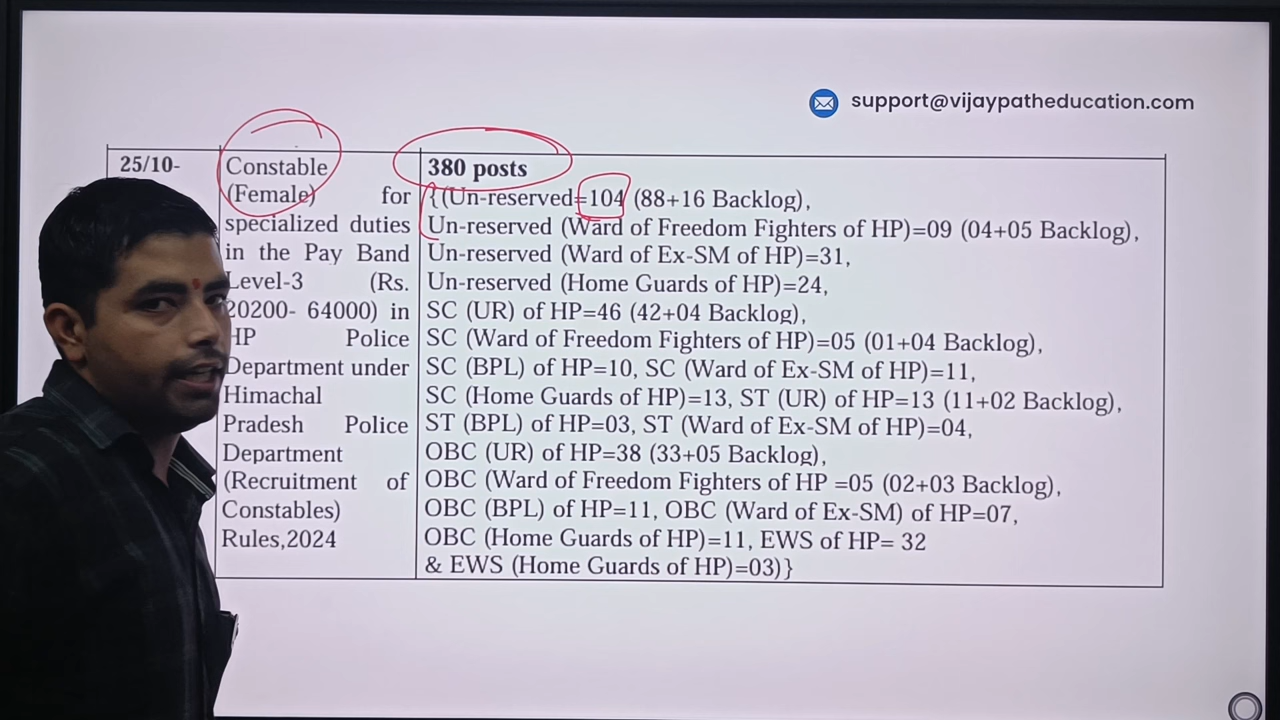 support@vijaypatheducation.com
25/10-
Constable
(Female) for
specialized duties
in the Pay Band
Level-3 (Rs.
20200- 64000) in
HP Police
Department under
Himachal
Pradesh Police
Department
(Recruitment of
Constables)
Rules,2024
380 posts
{(Un-reserved=104 (88+16 Backlog),
Un-reserved (Ward of Freedom Fighters of HP)=09 (04+05 Backlog),
Un-reserved (Ward of Ex-SM of HP)=31,
Un-reserved (Home Guards of HP)=24,
SC (UR) of HP=46 (42+04 Backlog),
SC (Ward of Freedom Fighters of HP)=05 (01+04 Backlog),
SC (BPL) of HP=10, SC (Ward of Ex-SM of HP)=11,
SC (Home Guards of HP)=13, ST (UR) of HP=13 (11+02 Backlog),
ST (BPL) of HP=03, ST (Ward of Ex-SM of HP)=04,
OBC (UR) of HP=38 (33+05 Backlog),
OBC (Ward of Freedom Fighters of HP =05 (02+03 Backlog),
OBC (BPL) of HP=11, OBC (Ward of Ex-SM) of HP=07,
OBC (Home Guards of HP)=11, EWS of HP= 32
& EWS (Home Guards of HP)=03)}